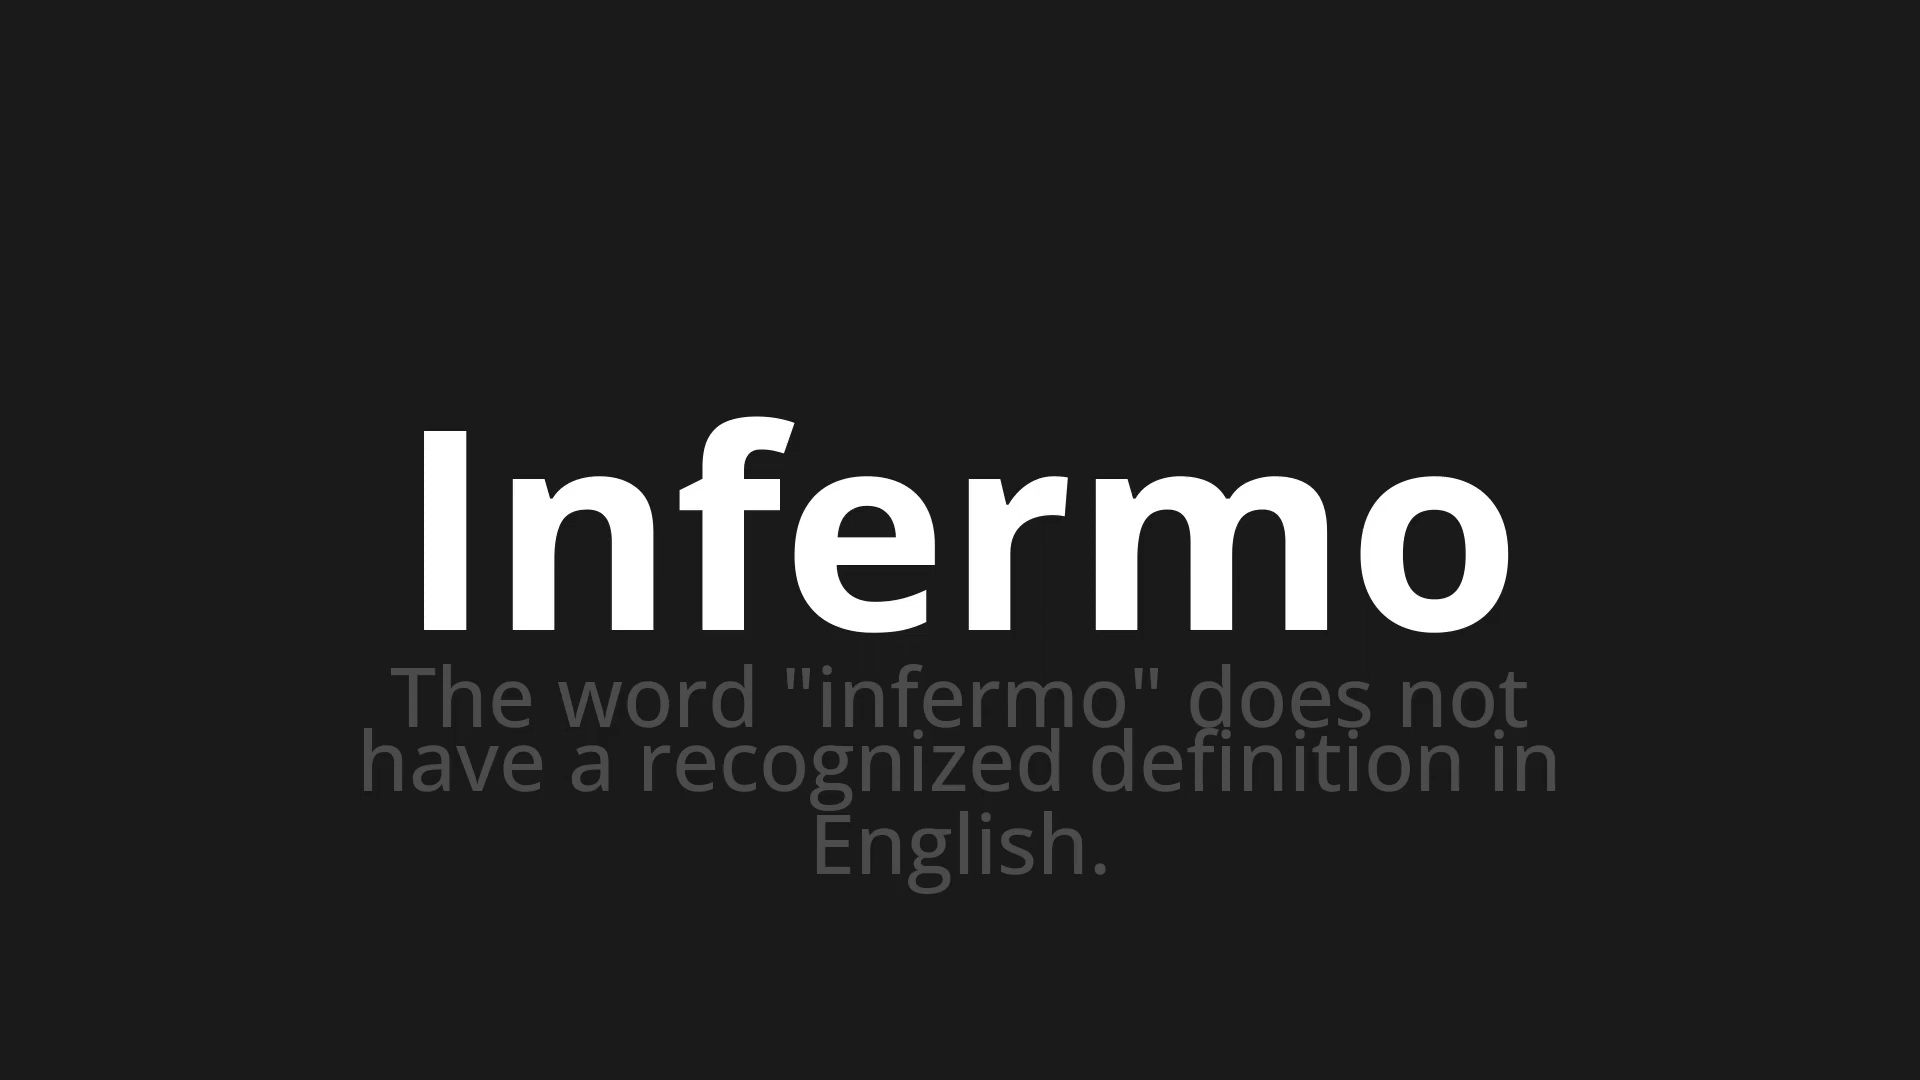 Infermo
The word "infermo" does not
have a recognized definition in
English.